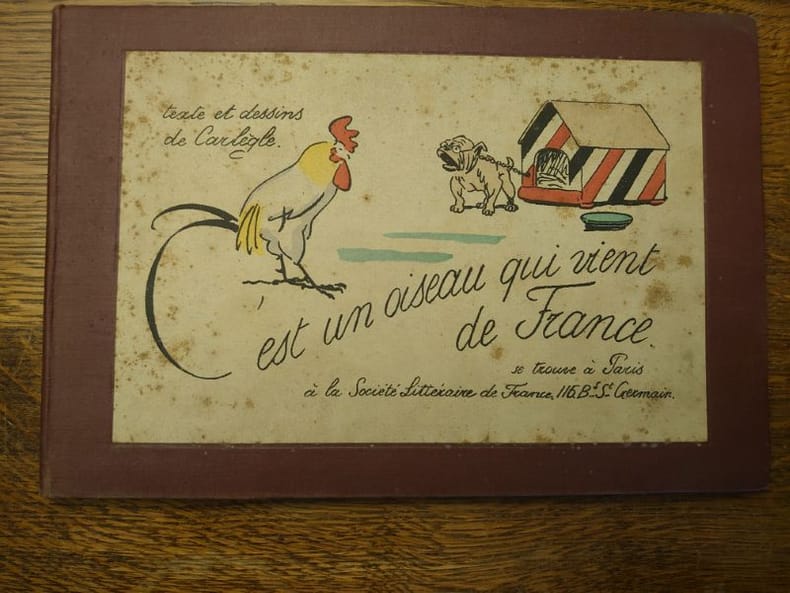 texte et dessins
de Carlègle.
C'est un oiseau qui vient
de France.
se trouve à Paris
à la Société Littéraire de France, 116, Bd St Germain.